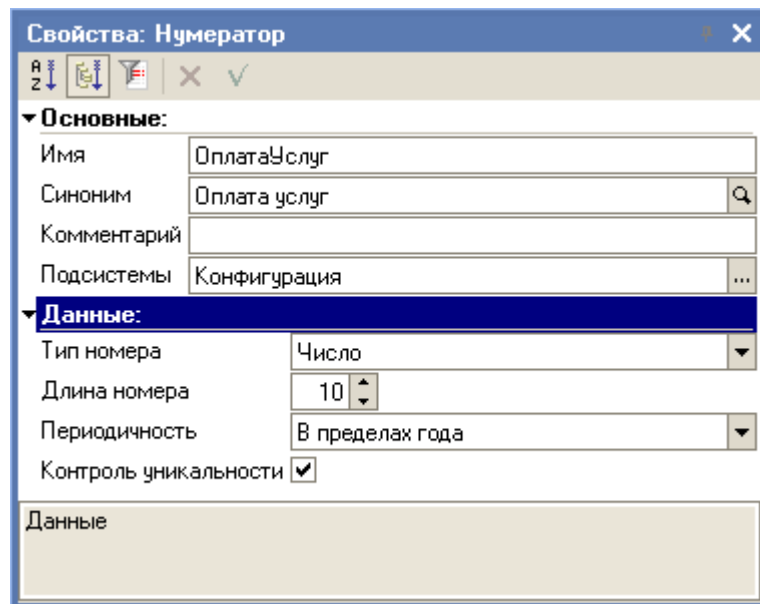 Свойства: Нумератор
Основные:
Имя ОплатаУслуг
Синоним Оплата услуг
Комментарий
Подсистемы Конфигурация ...
Данные:
Тип номера Число
Длина номера 10
Периодичность В пределах года
Контроль уникальности
Данные